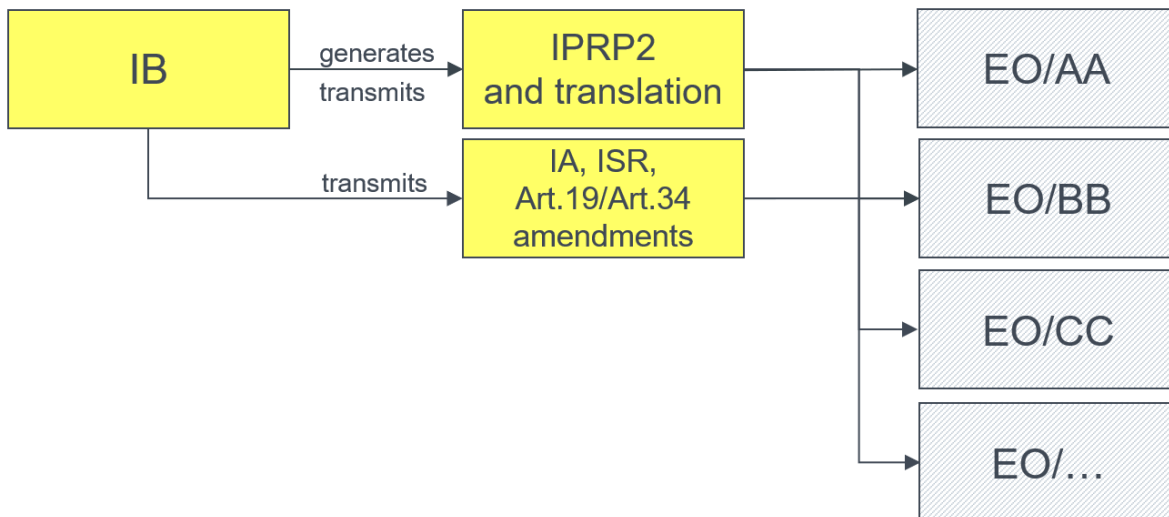 IB
generates
transmits
IPRP2
and translation
EO/AA
transmits
IA, ISR,
Art.19/Art.34
amendments
EO/BB
EO/CC
EO/…